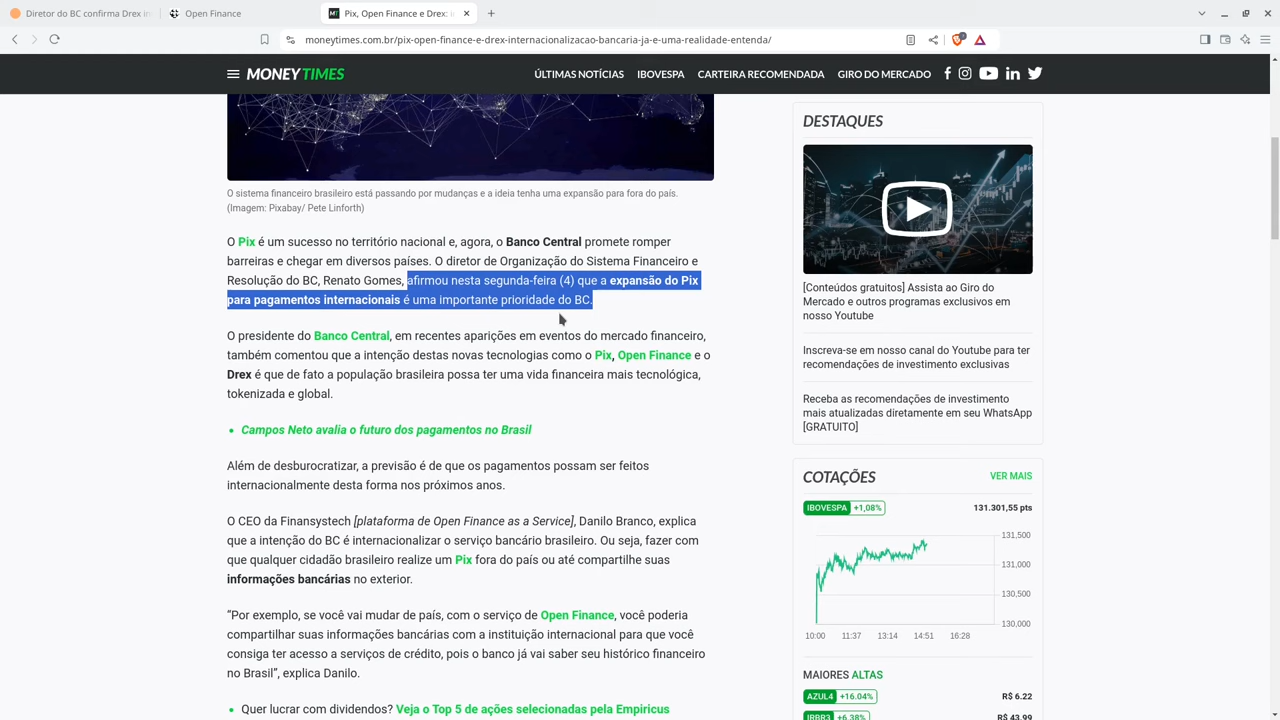 Diretor do BC confirma Drex in
Open Finance
Pix, Open Finance e Drex: i
moneytimes.com.br/pix-open-finance-e-drex-internacionalizacao-bancaria-ja-e-uma-realidade-entenda/
MONEY TIMES
ÚLTIMAS NOTÍCIAS IBOVESPA CARTEIRA RECOMENDADA GIRO DO MERCADO
O sistema financeiro brasileiro está passando por mudanças e a ideia tenha uma expansão para fora do país.
(Imagem: Pixabay/ Pete Linforth)
O Pix é um sucesso no território nacional e, agora, o Banco Central promete romper
barreiras e chegar em diversos países. O diretor de Organização do Sistema Financeiro e
Resolução do BC, Renato Gomes, afirmou nesta segunda-feira (4) que a expansão do Pix
para pagamentos internacionais é uma importante prioridade do BC.
O presidente do Banco Central, em recentes aparições em eventos do mercado financeiro,
também comentou que a intenção destas novas tecnologias como o Pix, Open Finance e o
Drex é que de fato a população brasileira possa ter uma vida financeira mais tecnológica,
tokenizada e global.
• Campos Neto avalia o futuro dos pagamentos no Brasil
Além de desburocratizar, a previsão é de que os pagamentos possam ser feitos
internacionalmente desta forma nos próximos anos.
O CEO da Finansystech [plataforma de Open Finance as a Service], Danilo Branco, explica
que a intenção do BC é internacionalizar o serviço bancário brasileiro. Ou seja, fazer com
que qualquer cidadão brasileiro realize um Pix fora do país ou até compartilhe suas
informações bancárias no exterior.
“Por exemplo, se você vai mudar de país, com o serviço de Open Finance, você poderia
compartilhar suas informações bancárias com a instituição internacional para que você
consiga ter acesso a serviços de crédito, pois o banco já vai saber seu histórico financeiro
no Brasil”, explica Danilo.
• Quer lucrar com dividendos? Veja o Top 5 de ações selecionadas pela Empiricus
DESTAQUES
[Conteúdos gratuitos] Assista ao Giro do
Mercado e outros programas exclusivos em
nosso Youtube
Inscreva-se em nosso canal do Youtube para ter
recomendações de investimento exclusivas
Receba as recomendações de investimento
mais atualizadas diretamente em seu WhatsApp
[GRATUITO]
COTAÇÕES VER MAIS
IBOVESPA +1,08% 131.301,55 pts
131,500
131,000
130,500
130,000
10:00 11:37 13:14 14:51 16:28
MAIORES ALTAS
AZUL4 +16.04% R$ 6.22
IRBR3 +6.38% R$ 43.99